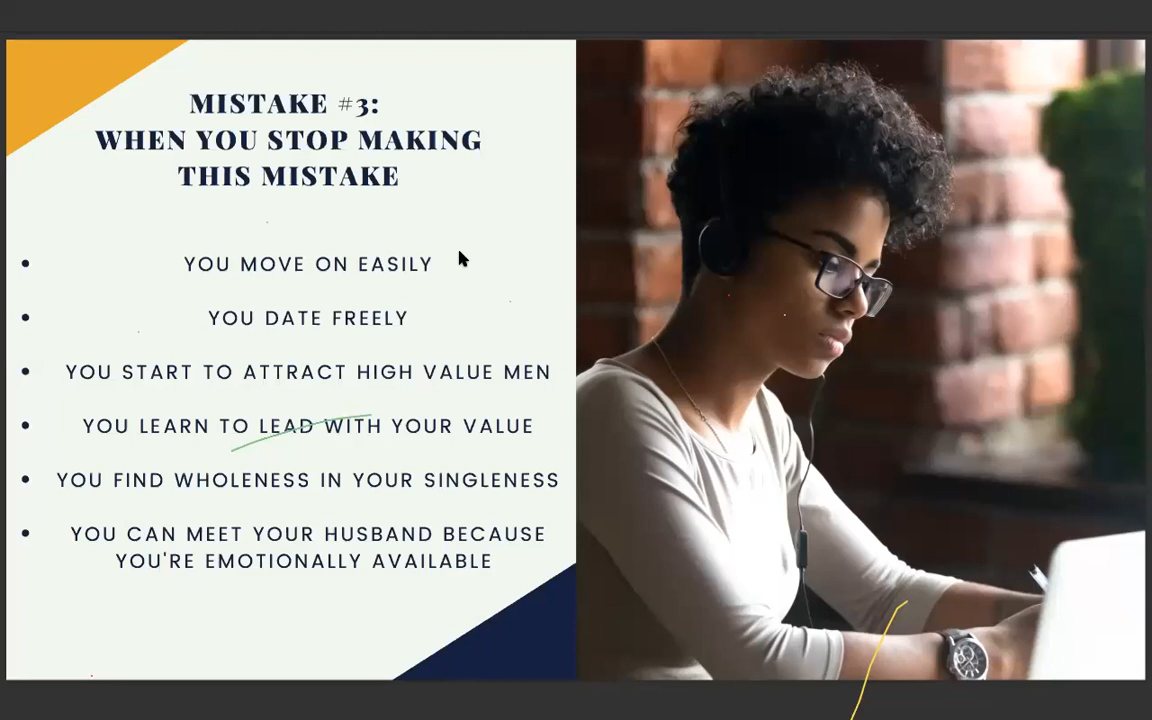 MISTAKE #3:
WHEN YOU STOP MAKING
THIS MISTAKE
• YOU MOVE ON EASILY
• YOU DATE FREELY
• YOU START TO ATTRACT HIGH VALUE MEN
• YOU LEARN TO LEAD WITH YOUR VALUE
• YOU FIND WHOLENESS IN YOUR SINGLENESS
• YOU CAN MEET YOUR HUSBAND BECAUSE
YOU'RE EMOTIONALLY AVAILABLE